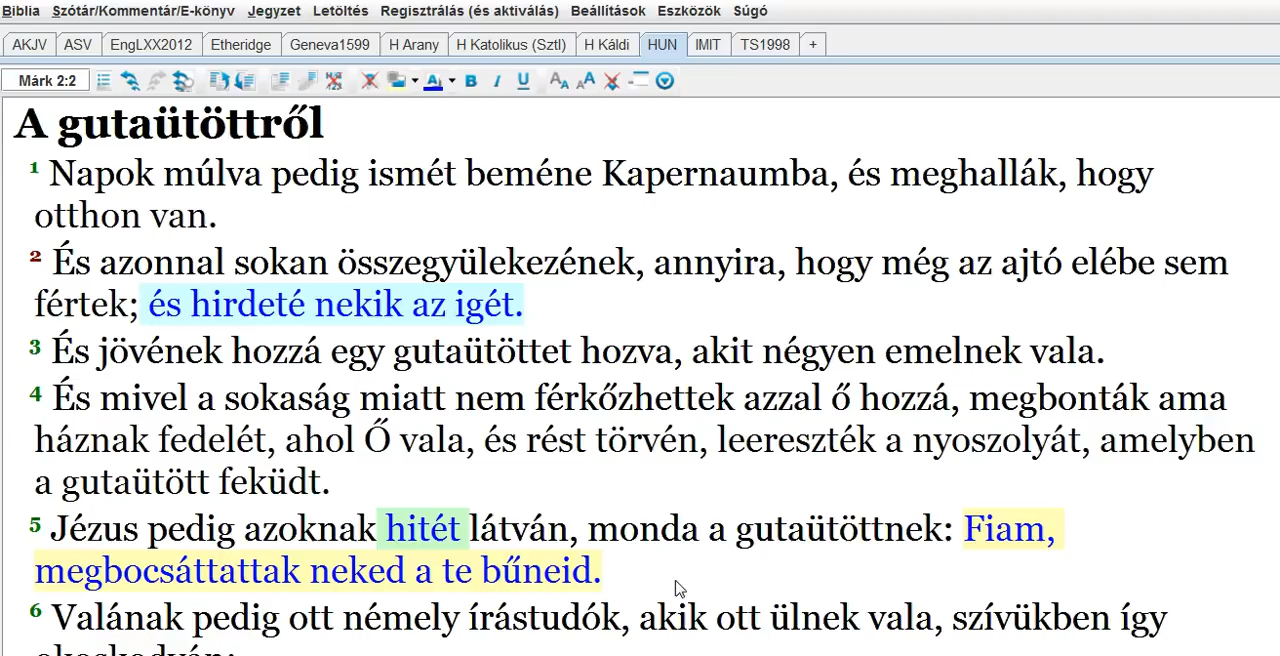 Biblia Szótár/Kommentár/E-könyv Jegyzet Letöltés Regisztrálás (és aktiválás) Beállítások Eszközök Súgó
AKJV ASV EngLXX2012 Etheridge Geneva1599 H Arany H Katolikus (Sztl) H Káldi HUN IMIT TS1998 +
Márk 2:2
A gutaütöttről
1 Napok múlva pedig ismét beméne Kapernaumba, és meghallák, hogy
otthon van.
2 És azonnal sokan összegyülekezének, annyira, hogy még az ajtó elébe sem
fértek; és hirdeté nekik az igét.
3 És jövének hozzá egy gutaütöttet hozva, akit négyen emelnek vala.
4 És mivel a sokaság miatt nem férkőzhettek azzal ő hozzá, megbonták ama
háznak fedelét, ahol Ő vala, és rést törvén, leereszték a nyoszolyát, amelyben
a gutaütött feküdt.
5 Jézus pedig azoknak hitét látván, monda a gutaütöttnek: Fiam,
megbocsáttattak neked a te bűneid.
6 Valának pedig ott némely írástudók, akik ott ülnek vala, szívükben így